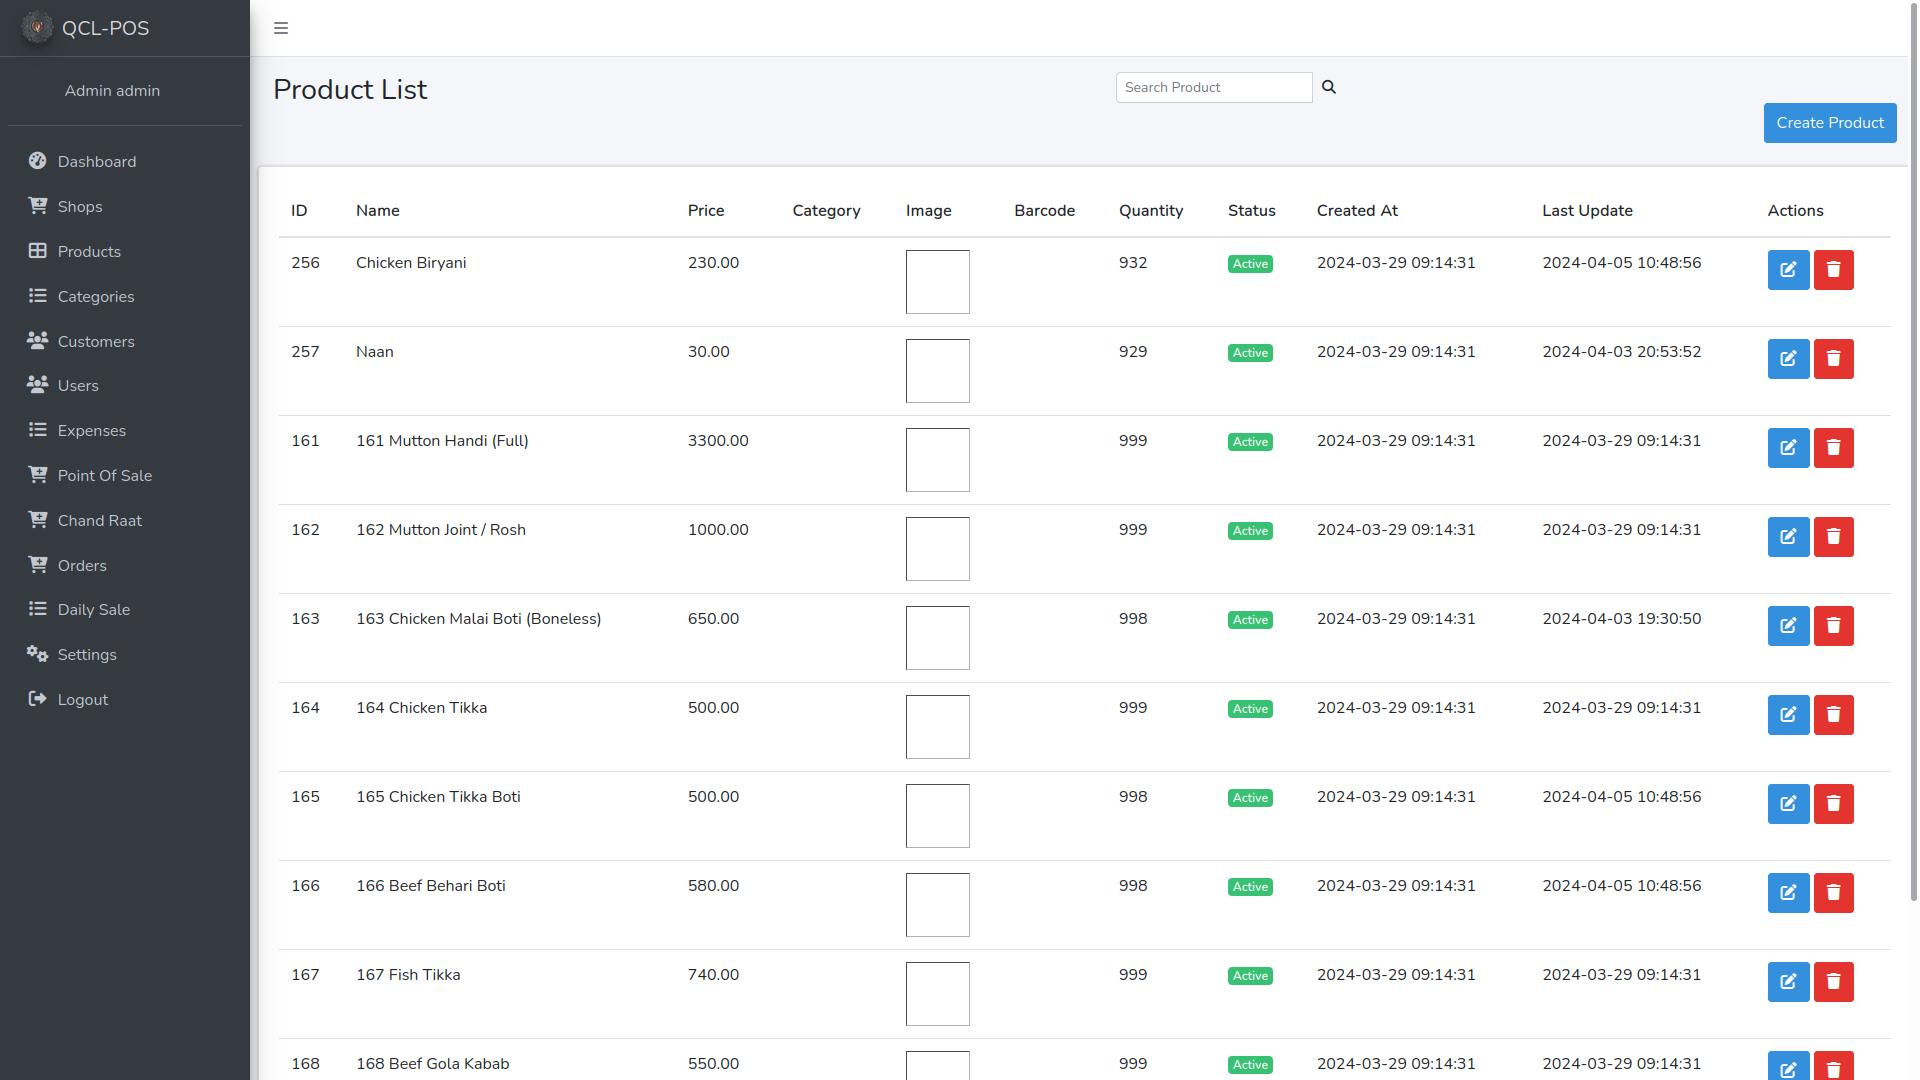 QCL-POS
Admin admin
Dashboard
Shops
Products
Categories
Customers
Users
Expenses
Point Of Sale
Chand Raat
Orders
Daily Sale
Settings
Logout
Product List
Search Product
Create Product
ID Name Price Category Image Barcode Quantity Status Created At Last Update Actions
256 Chicken Biryani 230.00 932 Active 2024-03-29 09:14:31 2024-04-05 10:48:56
257 Naan 30.00 929 Active 2024-03-29 09:14:31 2024-04-03 20:53:52
161 161 Mutton Handi (Full) 3300.00 999 Active 2024-03-29 09:14:31 2024-03-29 09:14:31
162 162 Mutton Joint / Rosh 1000.00 999 Active 2024-03-29 09:14:31 2024-03-29 09:14:31
163 163 Chicken Malai Boti (Boneless) 650.00 998 Active 2024-03-29 09:14:31 2024-04-03 19:30:50
164 164 Chicken Tikka 500.00 999 Active 2024-03-29 09:14:31 2024-03-29 09:14:31
165 165 Chicken Tikka Boti 500.00 998 Active 2024-03-29 09:14:31 2024-04-05 10:48:56
166 166 Beef Behari Boti 580.00 998 Active 2024-03-29 09:14:31 2024-04-05 10:48:56
167 167 Fish Tikka 740.00 999 Active 2024-03-29 09:14:31 2024-03-29 09:14:31
168 168 Beef Gola Kabab 550.00 999 Active 2024-03-29 09:14:31 2024-03-29 09:14:31